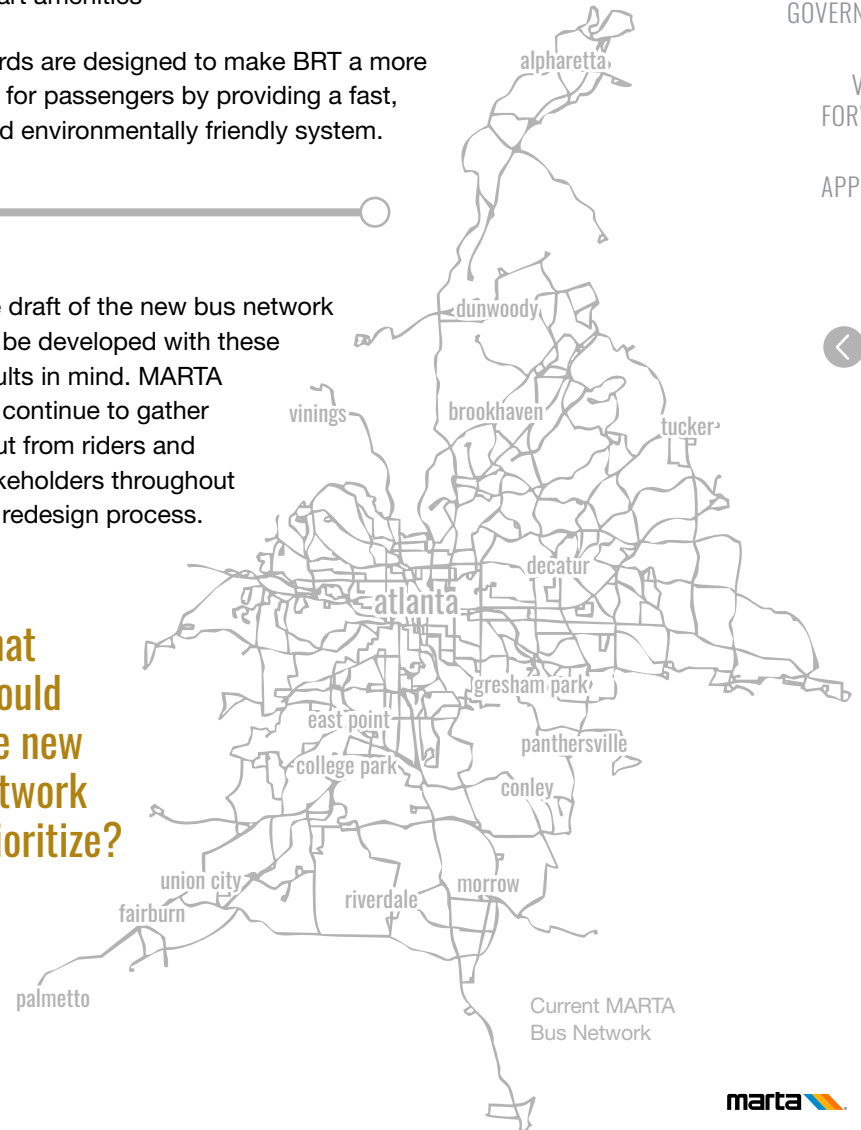 art amenities
rds are designed to make BRT a more
for passengers by providing a fast,
d environmentally friendly system.
draft of the new bus network
be developed with these
ults in mind. MARTA
continue to gather
ut from riders and
keholders throughout
redesign process.
hat
ould
e new
twork
ioritize?
alpharetta
dunwoody
vinings
brookhaven
tucker
decatur
atlanta
gresham park
east point
panthersville
college park
conley
union city
morrow
riverdale
fairburn
palmetto
Current MARTA
Bus Network
GOVERN
FOR
APP
marta